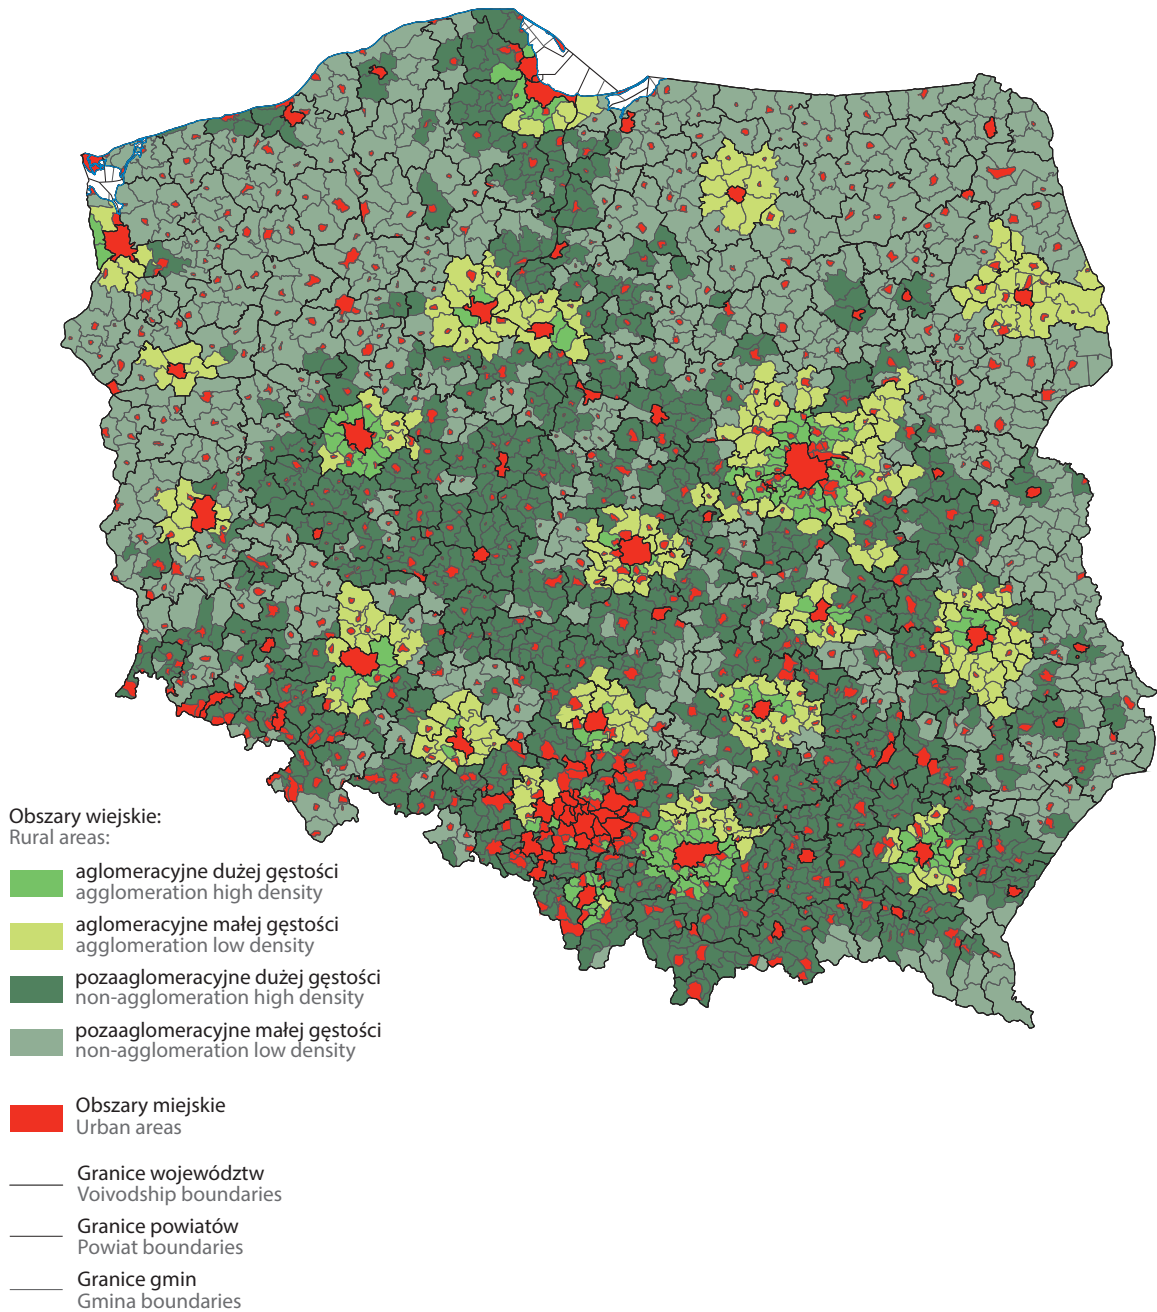 Obszary wiejskie:
Rural areas:
aglomeracyjne dużej gęstości
agglomeration high density
aglomeracyjne małej gęstości
agglomeration low density
pozaaglomeracyjne dużej gęstości
non-agglomeration high density
pozaaglomeracyjne małej gęstości
non-agglomeration low density
Obszary miejskie
Urban areas
Granice województw
Voivodship boundaries
Granice powiatów
Powiat boundaries
Granice gmin
Gmina boundaries